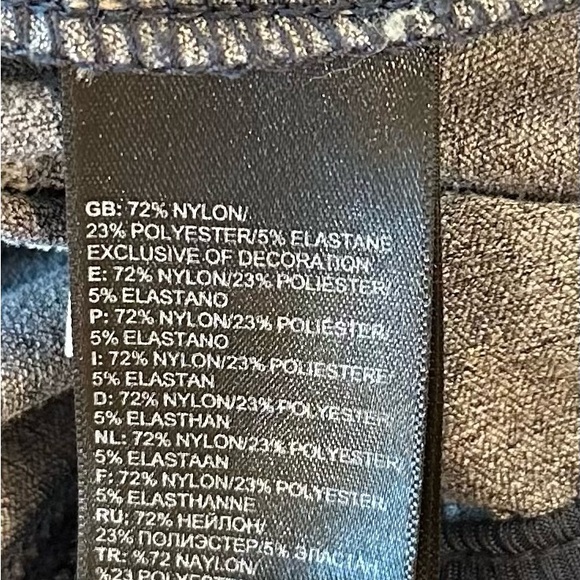 GB: 72% NYLON/
23% POLYESTER/5% ELASTANE
EXCLUSIVE OF DECORATION
E: 72% NYLON/23% POLIESTER/
5% ELASTANO
P: 72% NYLON/23% POLIESTER/
5% ELASTANO
I: 72% NYLON/23% POLIESTERE/
5% ELASTAN
D: 72% NYLON/23% POLYESTER/
5% ELASTHAN
NL: 72% NYLON/23% POLYESTER/
5% ELASTAAN
F: 72% NYLON/23% POLYESTER/
5% ELASTHANNE
RU: 72% НЕЙЛОН/
23% ПОЛИЭСТЕР/5% ЭЛАСТАН
TR: %72 NAYLON/
%23 POLYESTER/